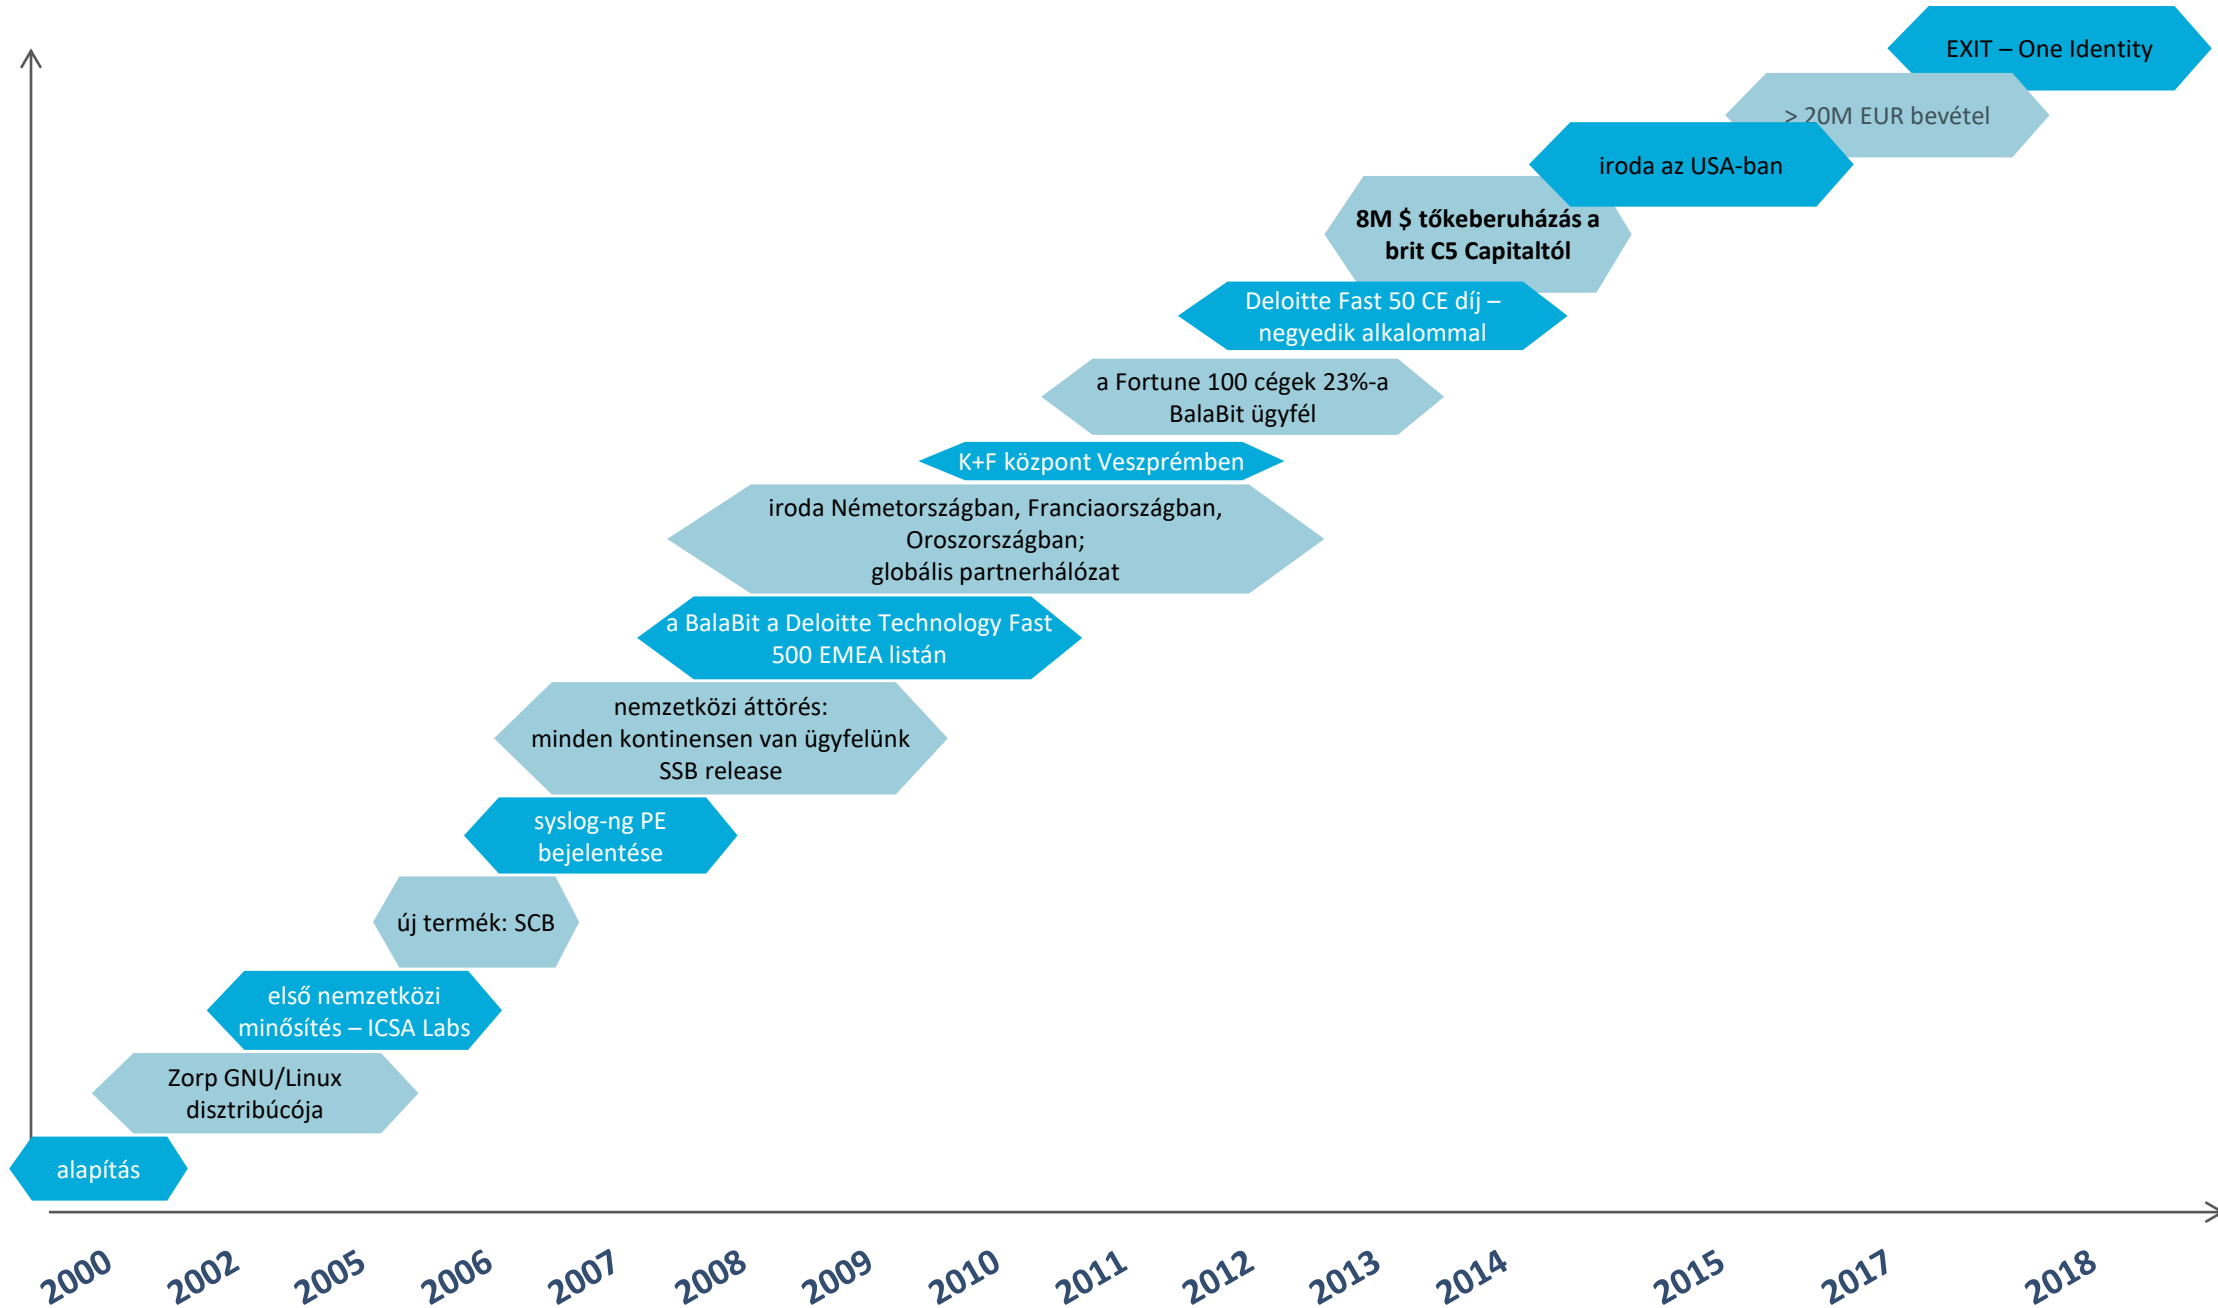 EXIT – One Identity
> 20M EUR bevétel
iroda az USA-ban
8M $ tőkeberuházás a
brit C5 Capitaltól
Deloitte Fast 50 CE díj –
negyedik alkalommal
a Fortune 100 cégek 23%-a
BalaBit ügyfél
K+F központ Veszprémben
iroda Németországban, Franciaországban,
Oroszországban;
globális partnerhálózat
a BalaBit a Deloitte Technology Fast
500 EMEA listán
nemzetközi áttörés:
minden kontinensen van ügyfelünk
SSB release
syslog-ng PE
bejelentése
új termék: SCB
első nemzetközi
minősítés – ICSA Labs
Zorp GNU/Linux
disztribúcója
alapítás
2000
2002
2005
2006
2007
2008
2009
2010
2011
2012
2013
2014
2015
2017
2018